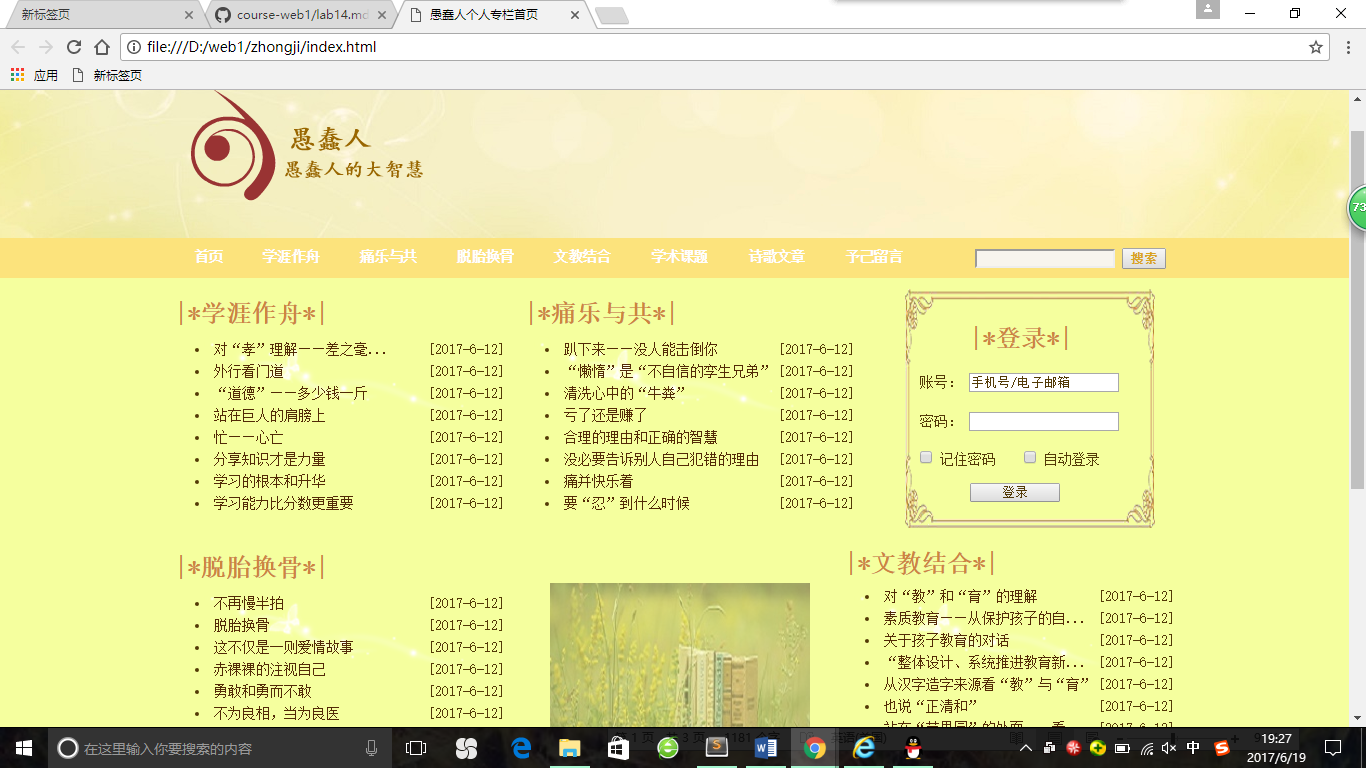 新标签页
course-web1/lab14.md
愚蠢人个人专栏首页
file:///D:/web1/zhongji/index.html
应用
新标签页
愚蠢人
愚蠢人的大智慧
73
首页 学涯作舟 痛乐与共 脱胎换骨 文教结合 学术课题 诗歌文章 予己留言 搜索
|*学涯作舟*|
对“孝”理解——差之毫... [2017-6-12]
外行看门道 [2017-6-12]
“道德”——多少钱一斤 [2017-6-12]
站在巨人的肩膀上 [2017-6-12]
忙——心亡 [2017-6-12]
分享知识才是力量 [2017-6-12]
学习的根本和升华 [2017-6-12]
学习能力比分数更重要 [2017-6-12]
|*痛乐与共*|
趴下来——没人能击倒你 [2017-6-12]
“懒惰”是“不自信的孪生兄弟” [2017-6-12]
清洗心中的“牛粪” [2017-6-12]
亏了还是赚了 [2017-6-12]
合理的理由和正确的智慧 [2017-6-12]
没必要告诉别人自己犯错的理由 [2017-6-12]
痛并快乐着 [2017-6-12]
要“忍”到什么时候 [2017-6-12]
|*登录*|
账号： 手机号/电子邮箱
密码：
记住密码 自动登录
登录
|*脱胎换骨*|
不再慢半拍 [2017-6-12]
脱胎换骨 [2017-6-12]
这不仅是一则爱情故事 [2017-6-12]
赤裸裸的注视自己 [2017-6-12]
勇敢和勇而不敢 [2017-6-12]
不为良相，当为良医 [2017-6-12]
|*文教结合*|
对“教”和“育”的理解 [2017-6-12]
素质教育——从保护孩子的自... [2017-6-12]
关于孩子教育的对话 [2017-6-12]
“整体设计、系统推进教育新... [2017-6-12]
从汉字造字来源看“教”与“育” [2017-6-12]
也说“正清和” [2017-6-12]
在这里输入你要搜索的内容
中
19:27
2017/6/19